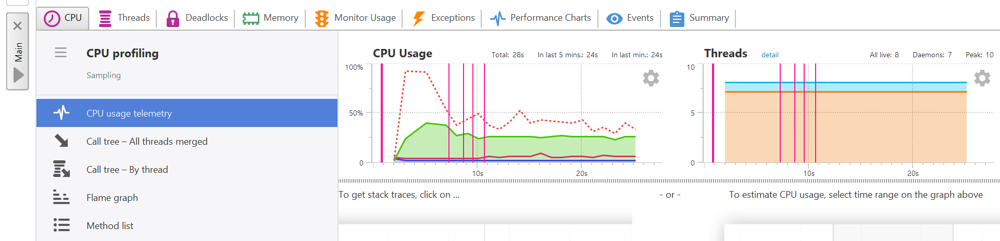 CPU Threads Deadlocks Memory Monitor Usage Exceptions Performance Charts Events Summary
Main
CPU profiling
Sampling
CPU usage telemetry
Call tree – All threads merged
Call tree – By thread
Flame graph
Method list
CPU Usage Total: 28s In last 5 mins.: 24s In last min.: 24s
100%
50%
0
10s 20s
Threads detail All live: 8 Daemons: 7 Peak: 10
10
5
0
10s 20s
To get stack traces, click on ... - or - To estimate CPU usage, select time range on the graph above